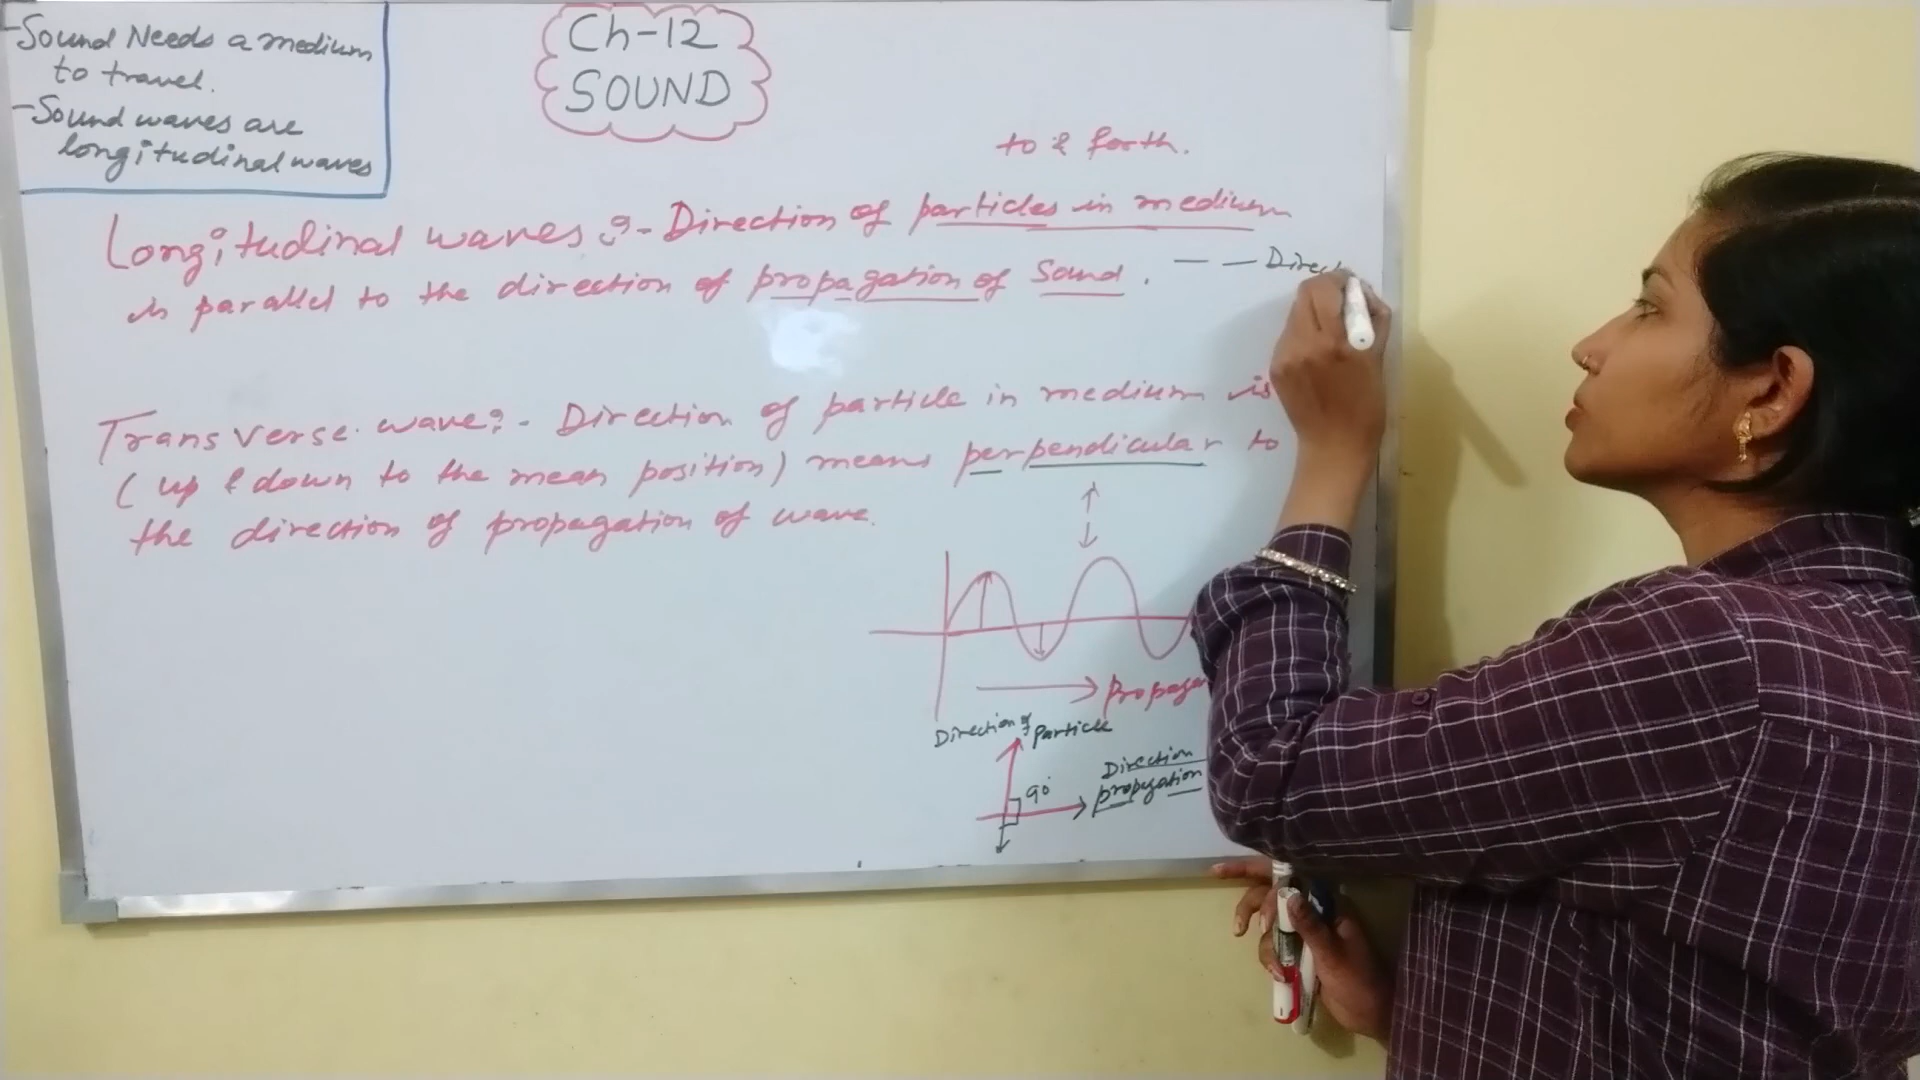 -Sound Needs a medium
to travel.
-Sound waves are
longitudinal waves
Ch-12
SOUND
to & forth.
Longitudinal waves:- Direction of particles in medium
is parallel to the direction of propagation of Sound.
— — Direct
Transverse wave:- Direction of particle in medium is
(up & down to the mean position) means perpendicular to
the direction of propagation of wave.
Propaga
Direction of
Particle
90°
Direction
propagation